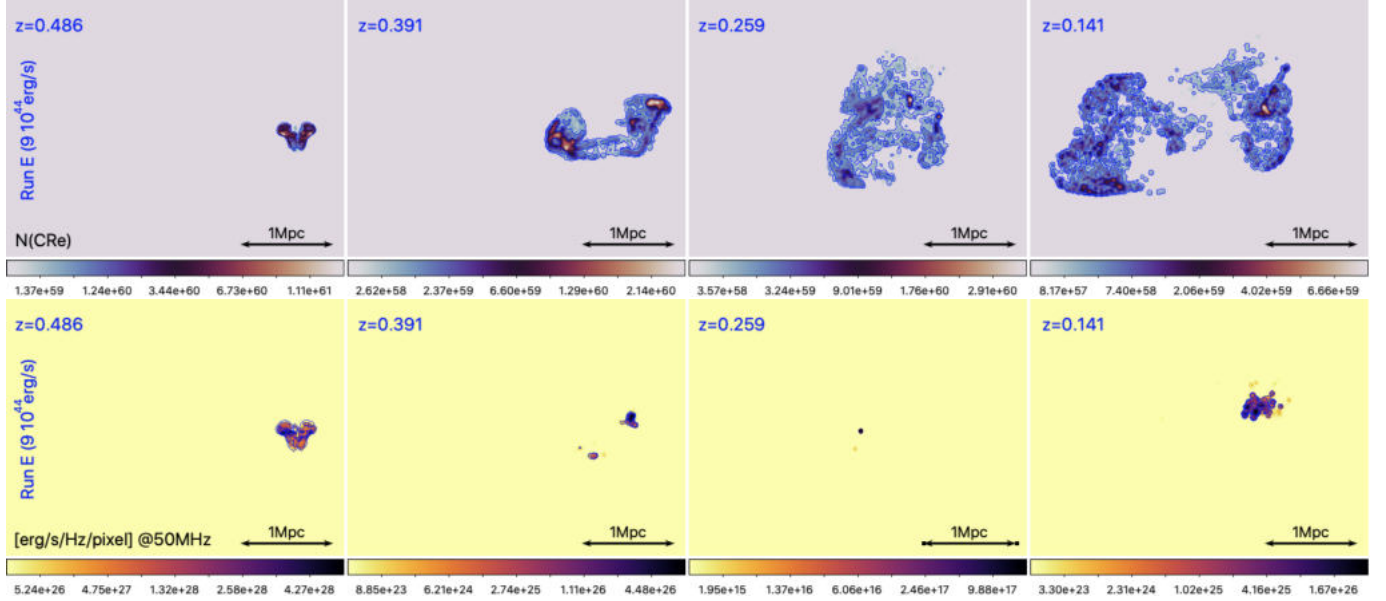 z=0.486
z=0.391
z=0.259
z=0.141
Run E (9 10^44 erg/s)
N(CRe)
1Mpc
1Mpc
1Mpc
1Mpc
1.37e+59 1.24e+60 3.44e+60 6.73e+60 1.11e+61
2.62e+58 2.37e+59 6.60e+59 1.29e+60 2.14e+60
3.57e+58 3.24e+59 9.01e+59 1.76e+60 2.91e+60
8.17e+57 7.40e+58 2.06e+59 4.02e+59 6.66e+59
z=0.486
z=0.391
z=0.259
z=0.141
Run E (9 10^44 erg/s)
[erg/s/Hz/pixel] @50MHz
1Mpc
1Mpc
1Mpc
1Mpc
5.24e+26 4.75e+27 1.32e+28 2.58e+28 4.27e+28
8.85e+23 6.21e+24 2.74e+25 1.11e+26 4.48e+26
1.95e+15 1.37e+16 6.06e+16 2.46e+17 9.88e+17
3.30e+23 2.31e+24 1.02e+25 4.16e+25 1.67e+26